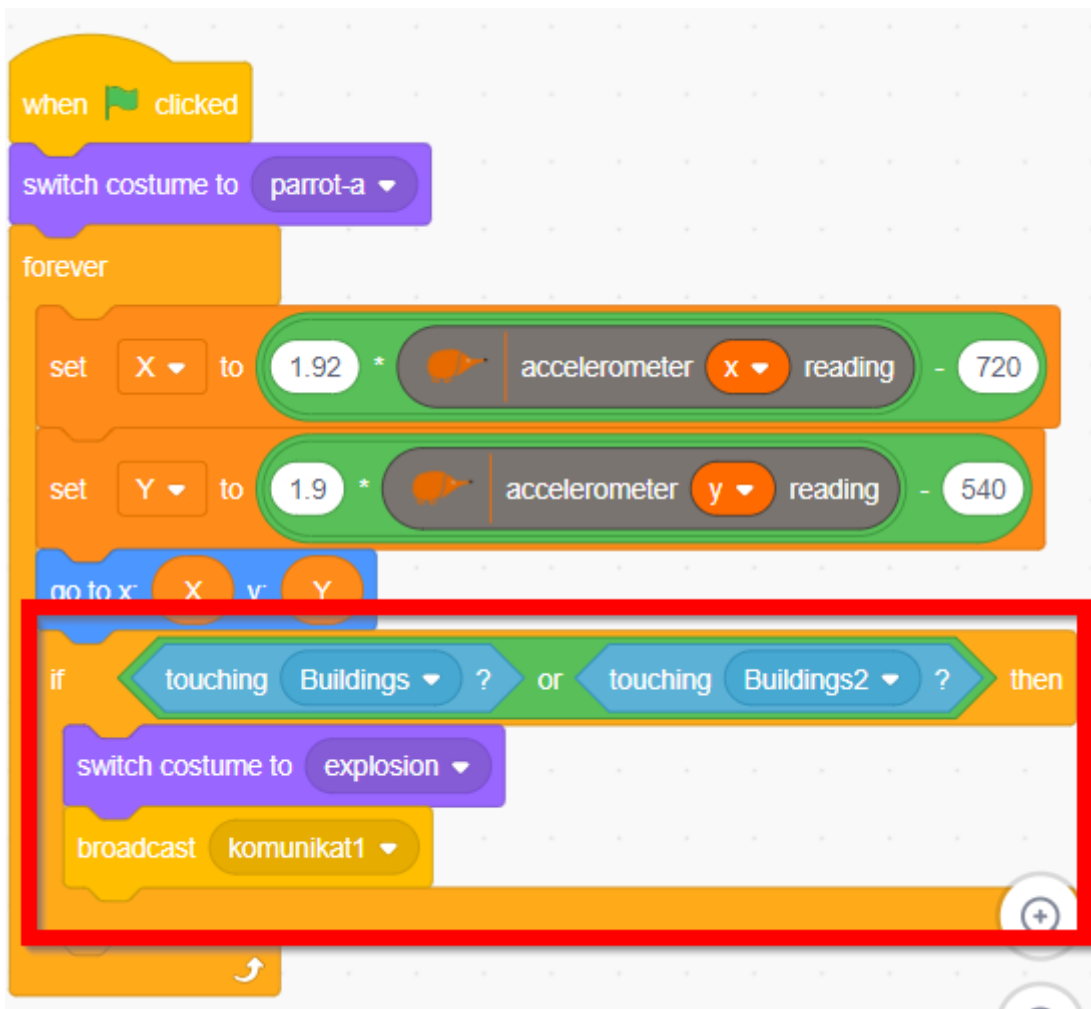 when clicked
switch costume to parrot-a
forever
set X to 1.92 * accelerometer x reading - 720
set Y to 1.9 * accelerometer y reading - 540
go to x: X y: Y
if touching Buildings ? or touching Buildings2 ? then
switch costume to explosion
broadcast komunikat1